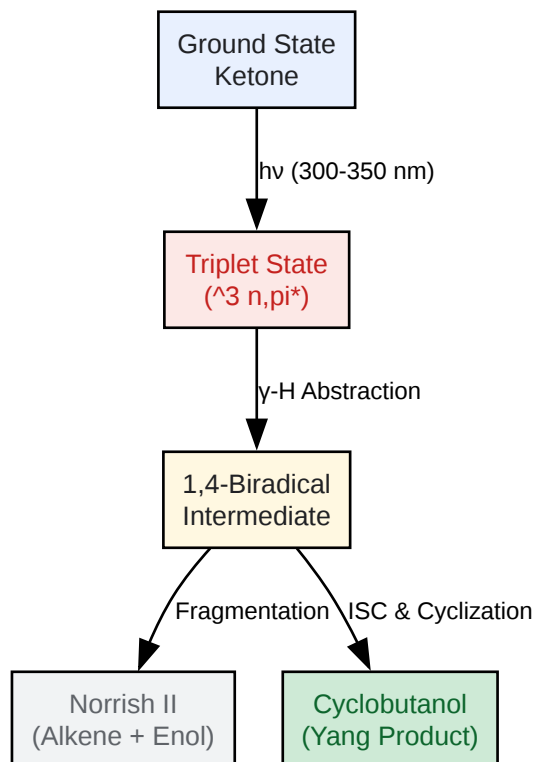 Ground State
Ketone
hν (300-350 nm)
Triplet State
(^3 n,pi*)
γ-H Abstraction
1,4-Biradical
Intermediate
Fragmentation
ISC & Cyclization
Norrish II
(Alkene + Enol)
Cyclobutanol
(Yang Product)